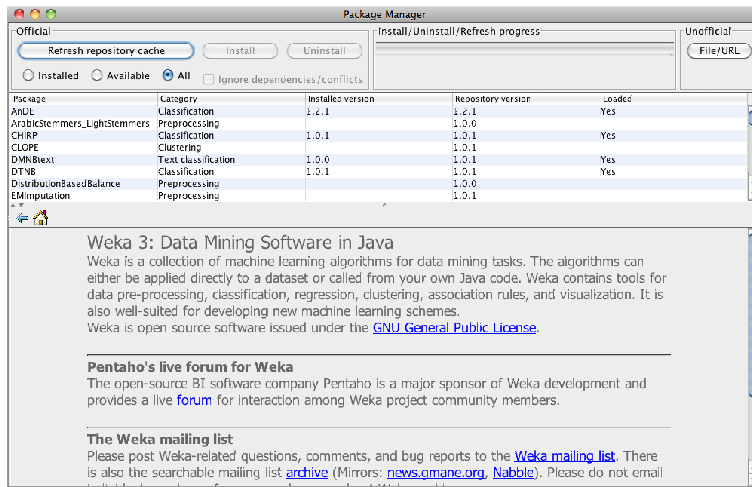 Package Manager
Official
Install/Uninstall/Refresh progress
Unofficial
Refresh repository cache Install Uninstall
File/URL
Installed Available All Ignore dependencies/conflicts
Package Category Installed version Repository version Loaded
AnDE Classification 1.2.1 1.2.1 Yes
ArabicStemmers_LightStemmers Preprocessing 1.0.0
CHIRP Classification 1.0.1 1.0.1 Yes
CLOPE Clustering 1.0.1
DMNBtext Text classification 1.0.0 1.0.1 Yes
DTNB Classification 1.0.1 1.0.1 Yes
DistributionBasedBalance Preprocessing 1.0.0
EMImputation Preprocessing 1.0.1
Weka 3: Data Mining Software in Java
Weka is a collection of machine learning algorithms for data mining tasks. The algorithms can
either be applied directly to a dataset or called from your own Java code. Weka contains tools for
data pre-processing, classification, regression, clustering, association rules, and visualization. It is
also well-suited for developing new machine learning schemes.
Weka is open source software issued under the GNU General Public License.
Pentaho's live forum for Weka
The open-source BI software company Pentaho is a major sponsor of Weka development and
provides a live forum for interaction among Weka project community members.
The Weka mailing list
Please post Weka-related questions, comments, and bug reports to the Weka mailing list. There
is also the searchable mailing list archive (Mirrors: news.gmane.org, Nabble). Please do not email